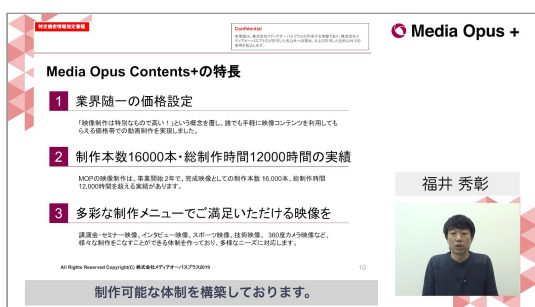 特定機密情報指定書類
Confidential
Media Opus +
Media Opus Contents+の特長
1 業界随一の価格設定
「映像制作は特別なもので高い！」という概念を覆し、誰でも手軽に映像コンテンツを利用しても
らえる価格帯での動画制作を実現しました。
2 制作本数16000本・総制作時間12000時間の実績
MOPの映像制作は、事業開始2年で、完成映像としての制作本数 16,000本、総制作時間
12,000時間を超える実績があります。
3 多彩な制作メニューでご満足いただける映像を
講演会・セミナー映像、インタビュー映像、スポーツ映像、技術映像、360度カメラ映像など、
様々な制作をこなすことができる体制を作っており、多様なニーズに対応します。
福井 秀彰
All Rights Reserved Copyright(C) 株式会社メディアオーパスプラス2019
10
制作可能な体制を構築しております。